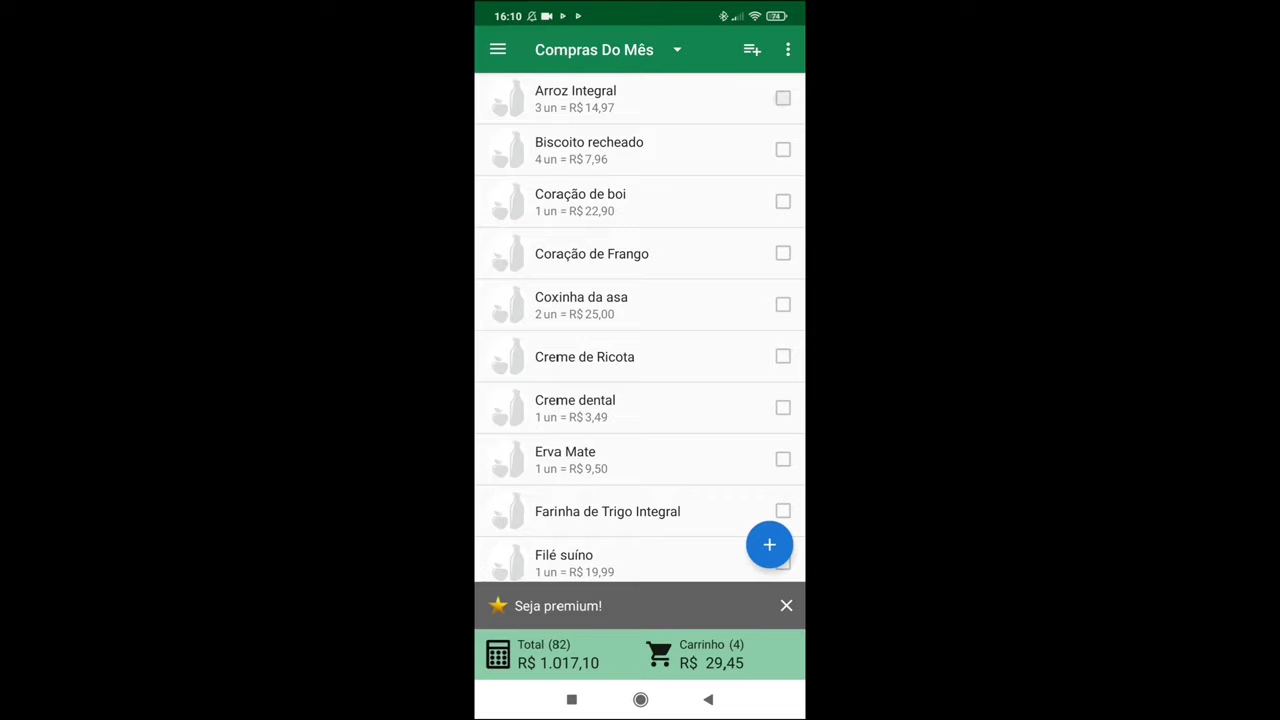 16:10
74
Compras Do Mês
Arroz Integral
3 un = R$ 14,97
Biscoito recheado
4 un = R$ 7,96
Coração de boi
1 un = R$ 22,90
Coração de Frango
Coxinha da asa
2 un = R$ 25,00
Creme de Ricota
Creme dental
1 un = R$ 3,49
Erva Mate
1 un = R$ 9,50
Farinha de Trigo Integral
Filé suíno
1 un = R$ 19,99
Seja premium!
Total (82)
R$ 1.017,10
Carrinho (4)
R$ 29,45